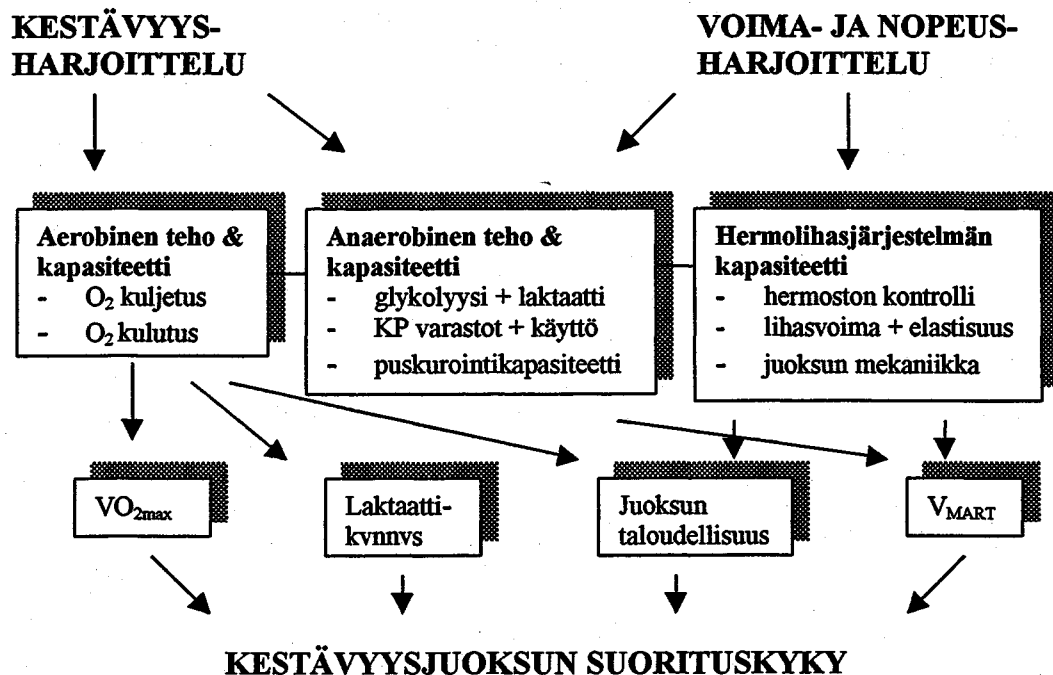 KESTÄVYYS-
HARJOITTELU
VOIMA- JA NOPEUS-
HARJOITTELU
Aerobinen teho &
kapasiteetti
- O₂ kuljetus
- O₂ kulutus
Anaerobinen teho &
kapasiteetti
- glykolyysi + laktaatti
- KP varastot + käyttö
- puskurointikapasiteetti
Hermolihasjärjestelmän
kapasiteetti
- hermoston kontrolli
- lihasvoima + elastisuus
- juoksun mekaniikka
VO₂max
Laktaatti-
kynnys
Juoksun
taloudellisuus
VMART
KESTÄVYYSJUOKSUN SUORITUSKYKY